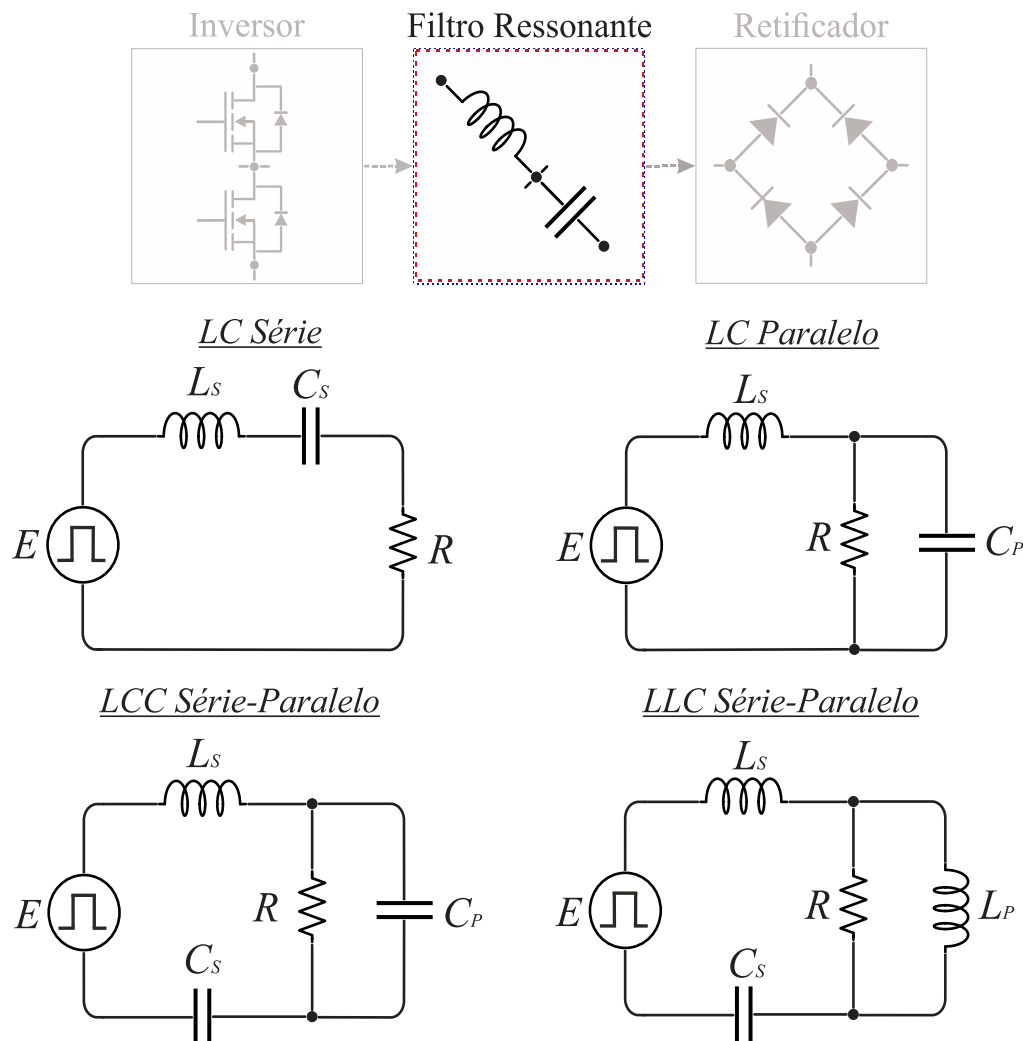 Inversor
Filtro Ressonante
Retificador
LC Série
LC Paralelo
LS
CS
E
R
LS
E
R
CP
LCC Série-Paralelo
LLC Série-Paralelo
LS
E
R
CP
CS
LS
E
R
LP
CS